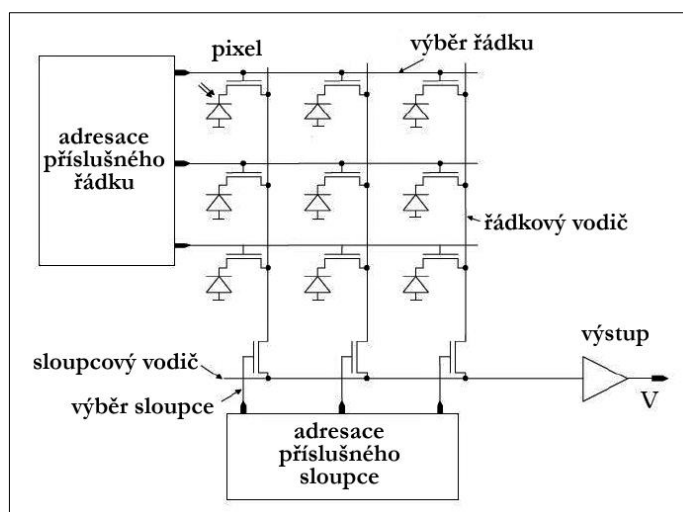 pixel
výběr řádku
adresace
příslušného
řádku
řádkový vodič
výstup
sloupcový vodič
V
výběr sloupce
adresace
příslušného
sloupce